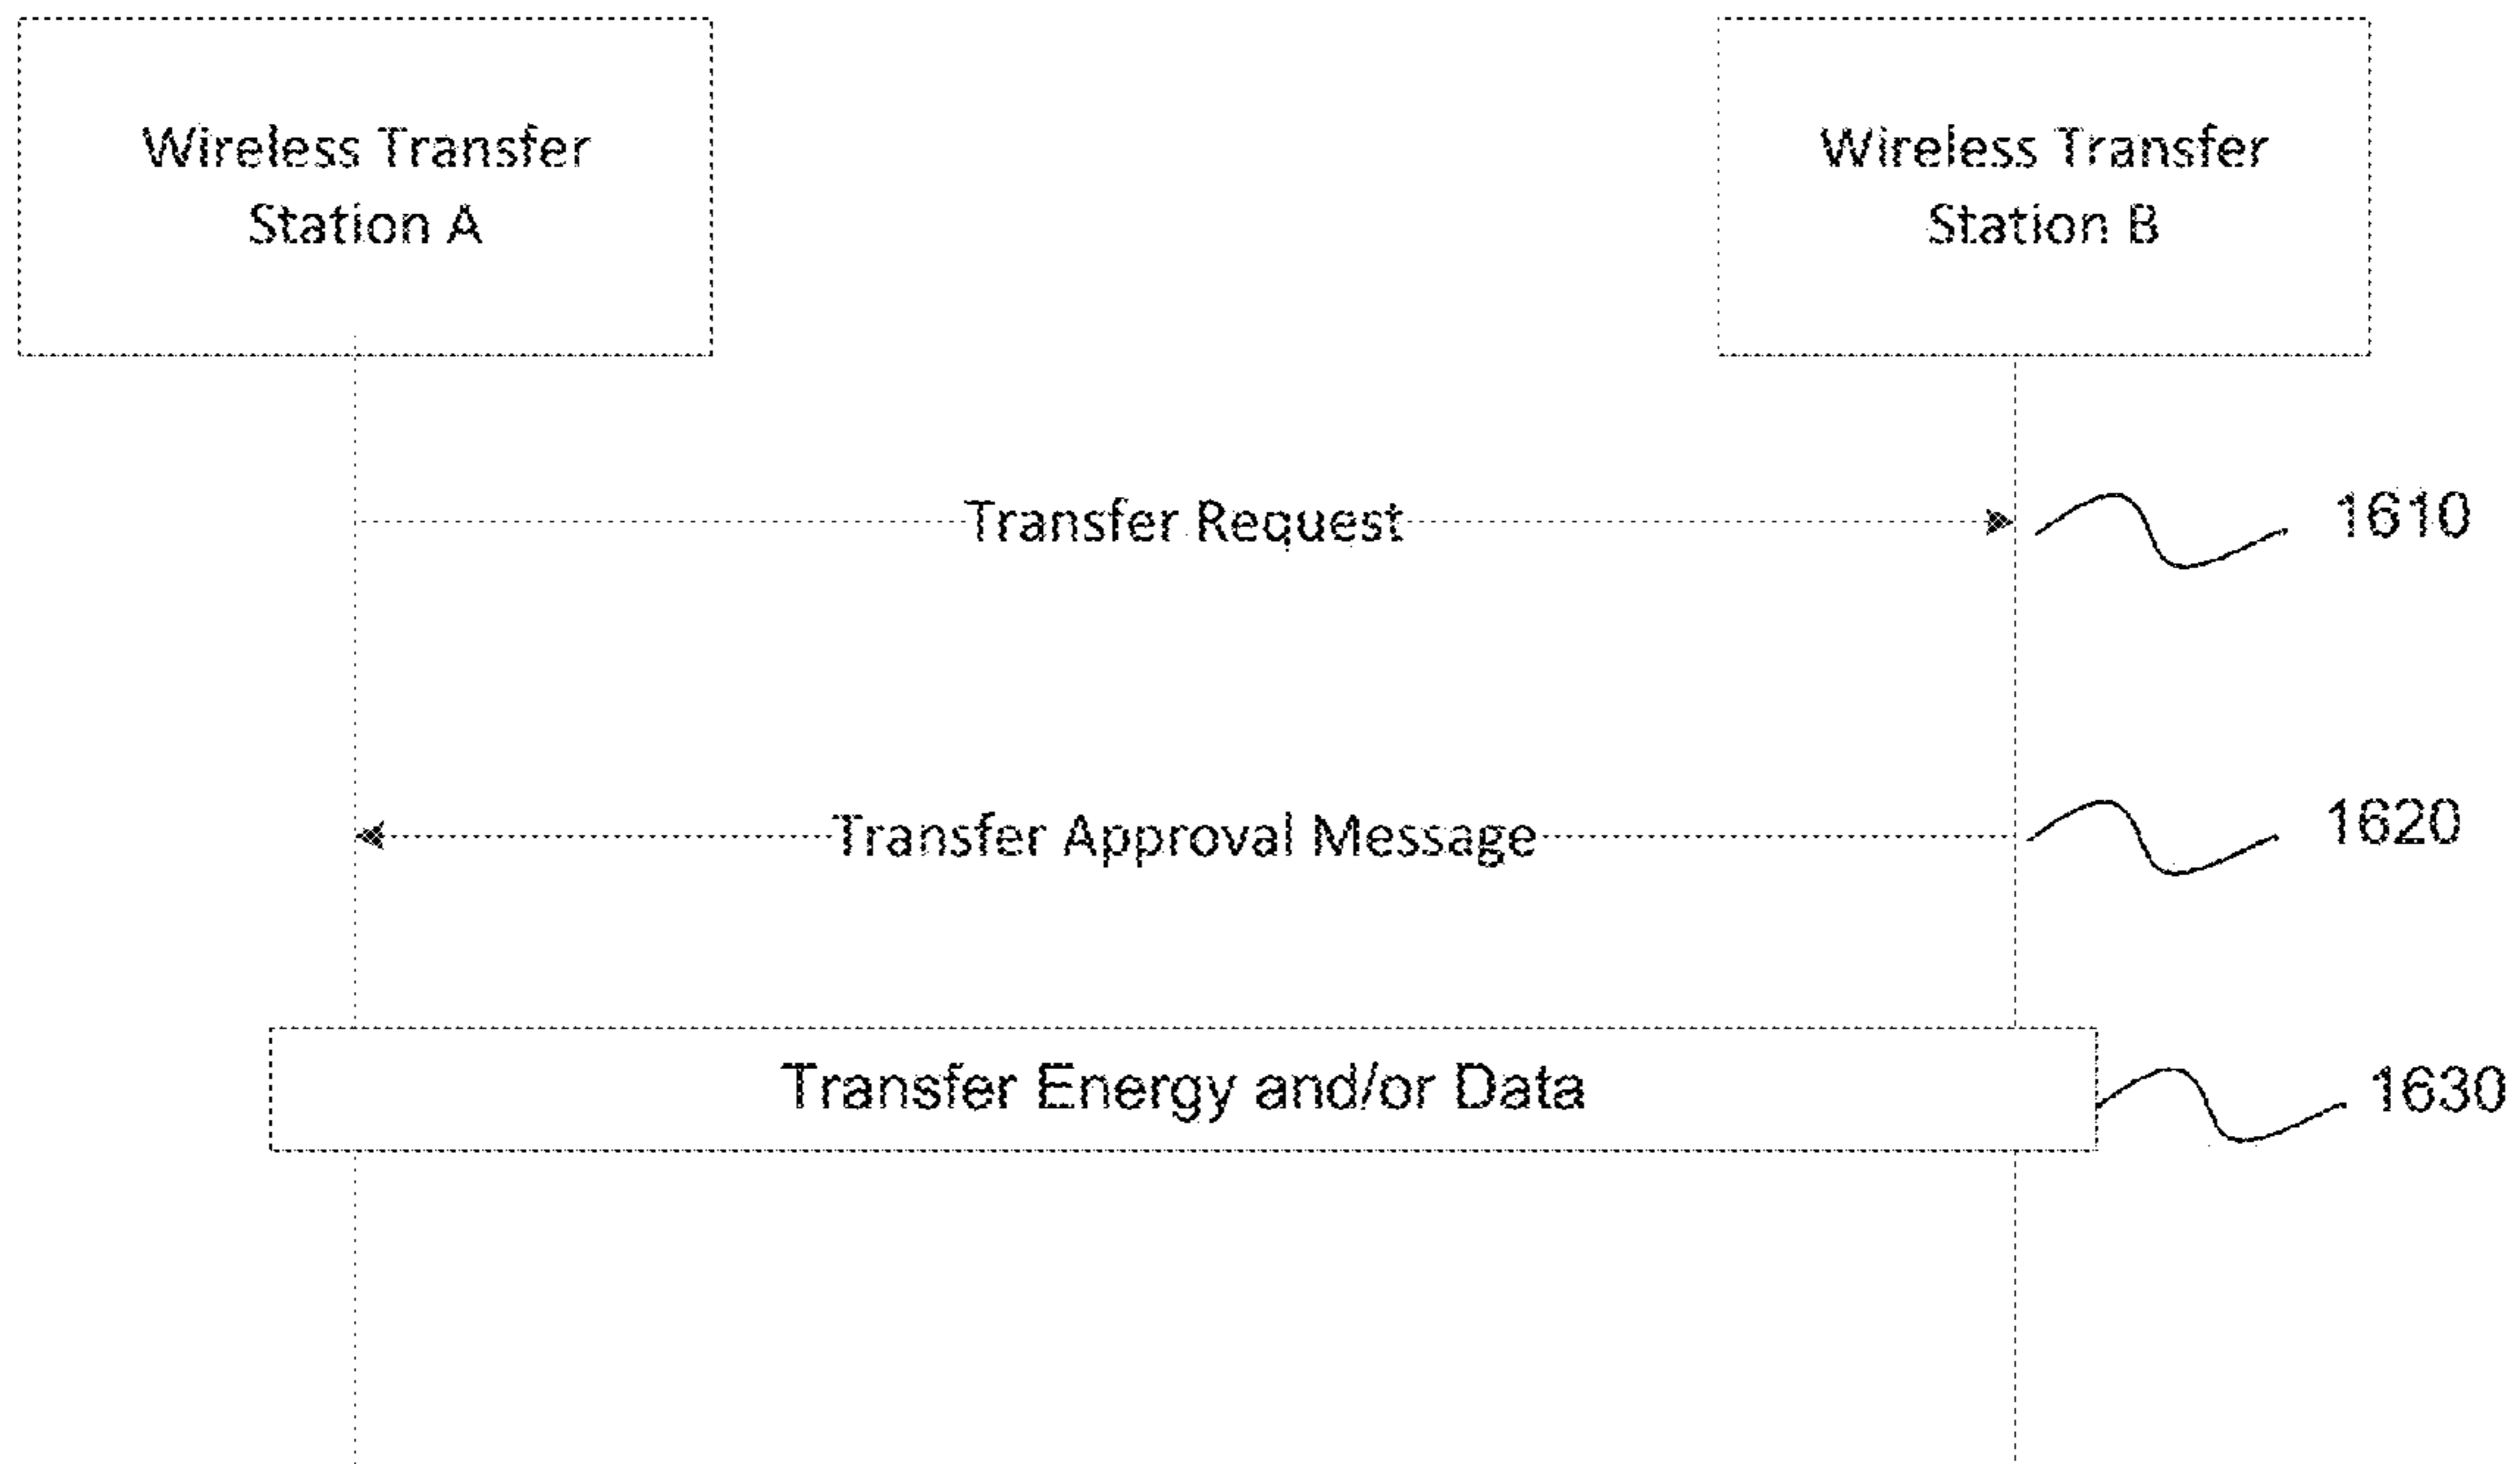 Wireless Transfer
Station A
Wireless Transfer
Station B
Transfer Request
1610
Transfer Approval Message
1620
Transfer Energy and/or Data
1630